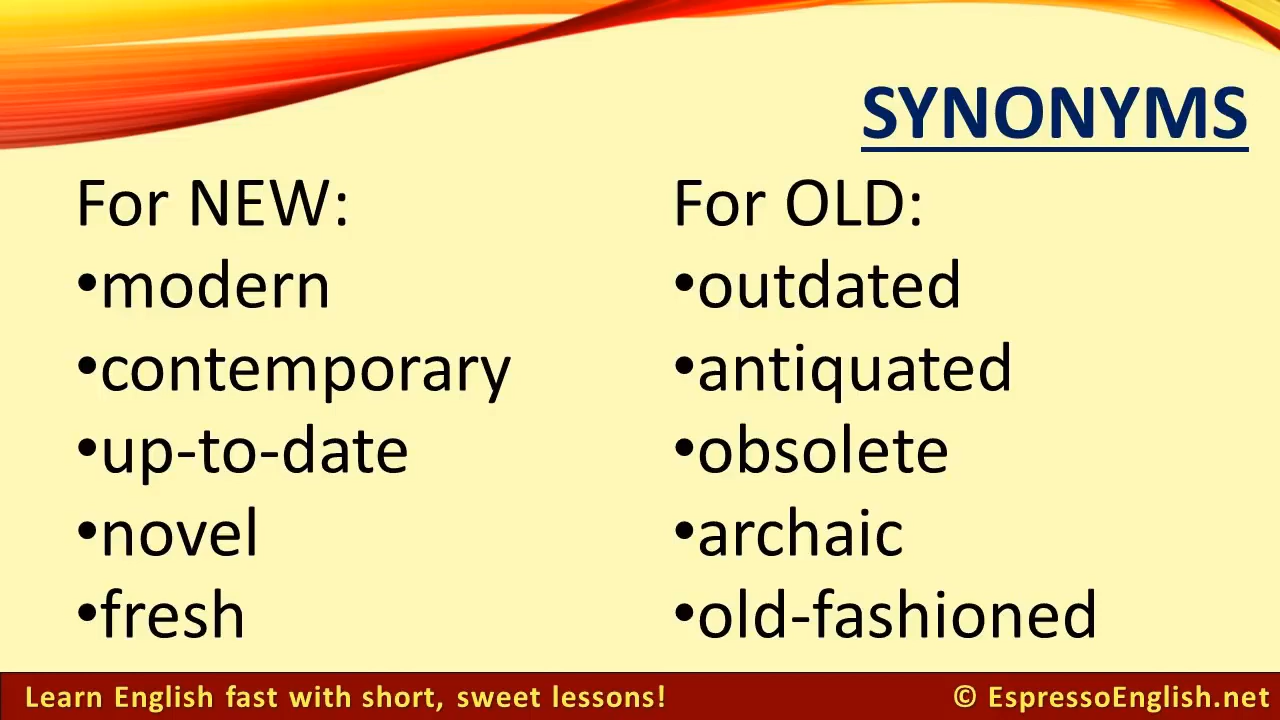 SYNONYMS
For NEW:
•modern
•contemporary
•up-to-date
•novel
•fresh
For OLD:
•outdated
•antiquated
•obsolete
•archaic
•old-fashioned
Learn English fast with short, sweet lessons!
© EspressoEnglish.net